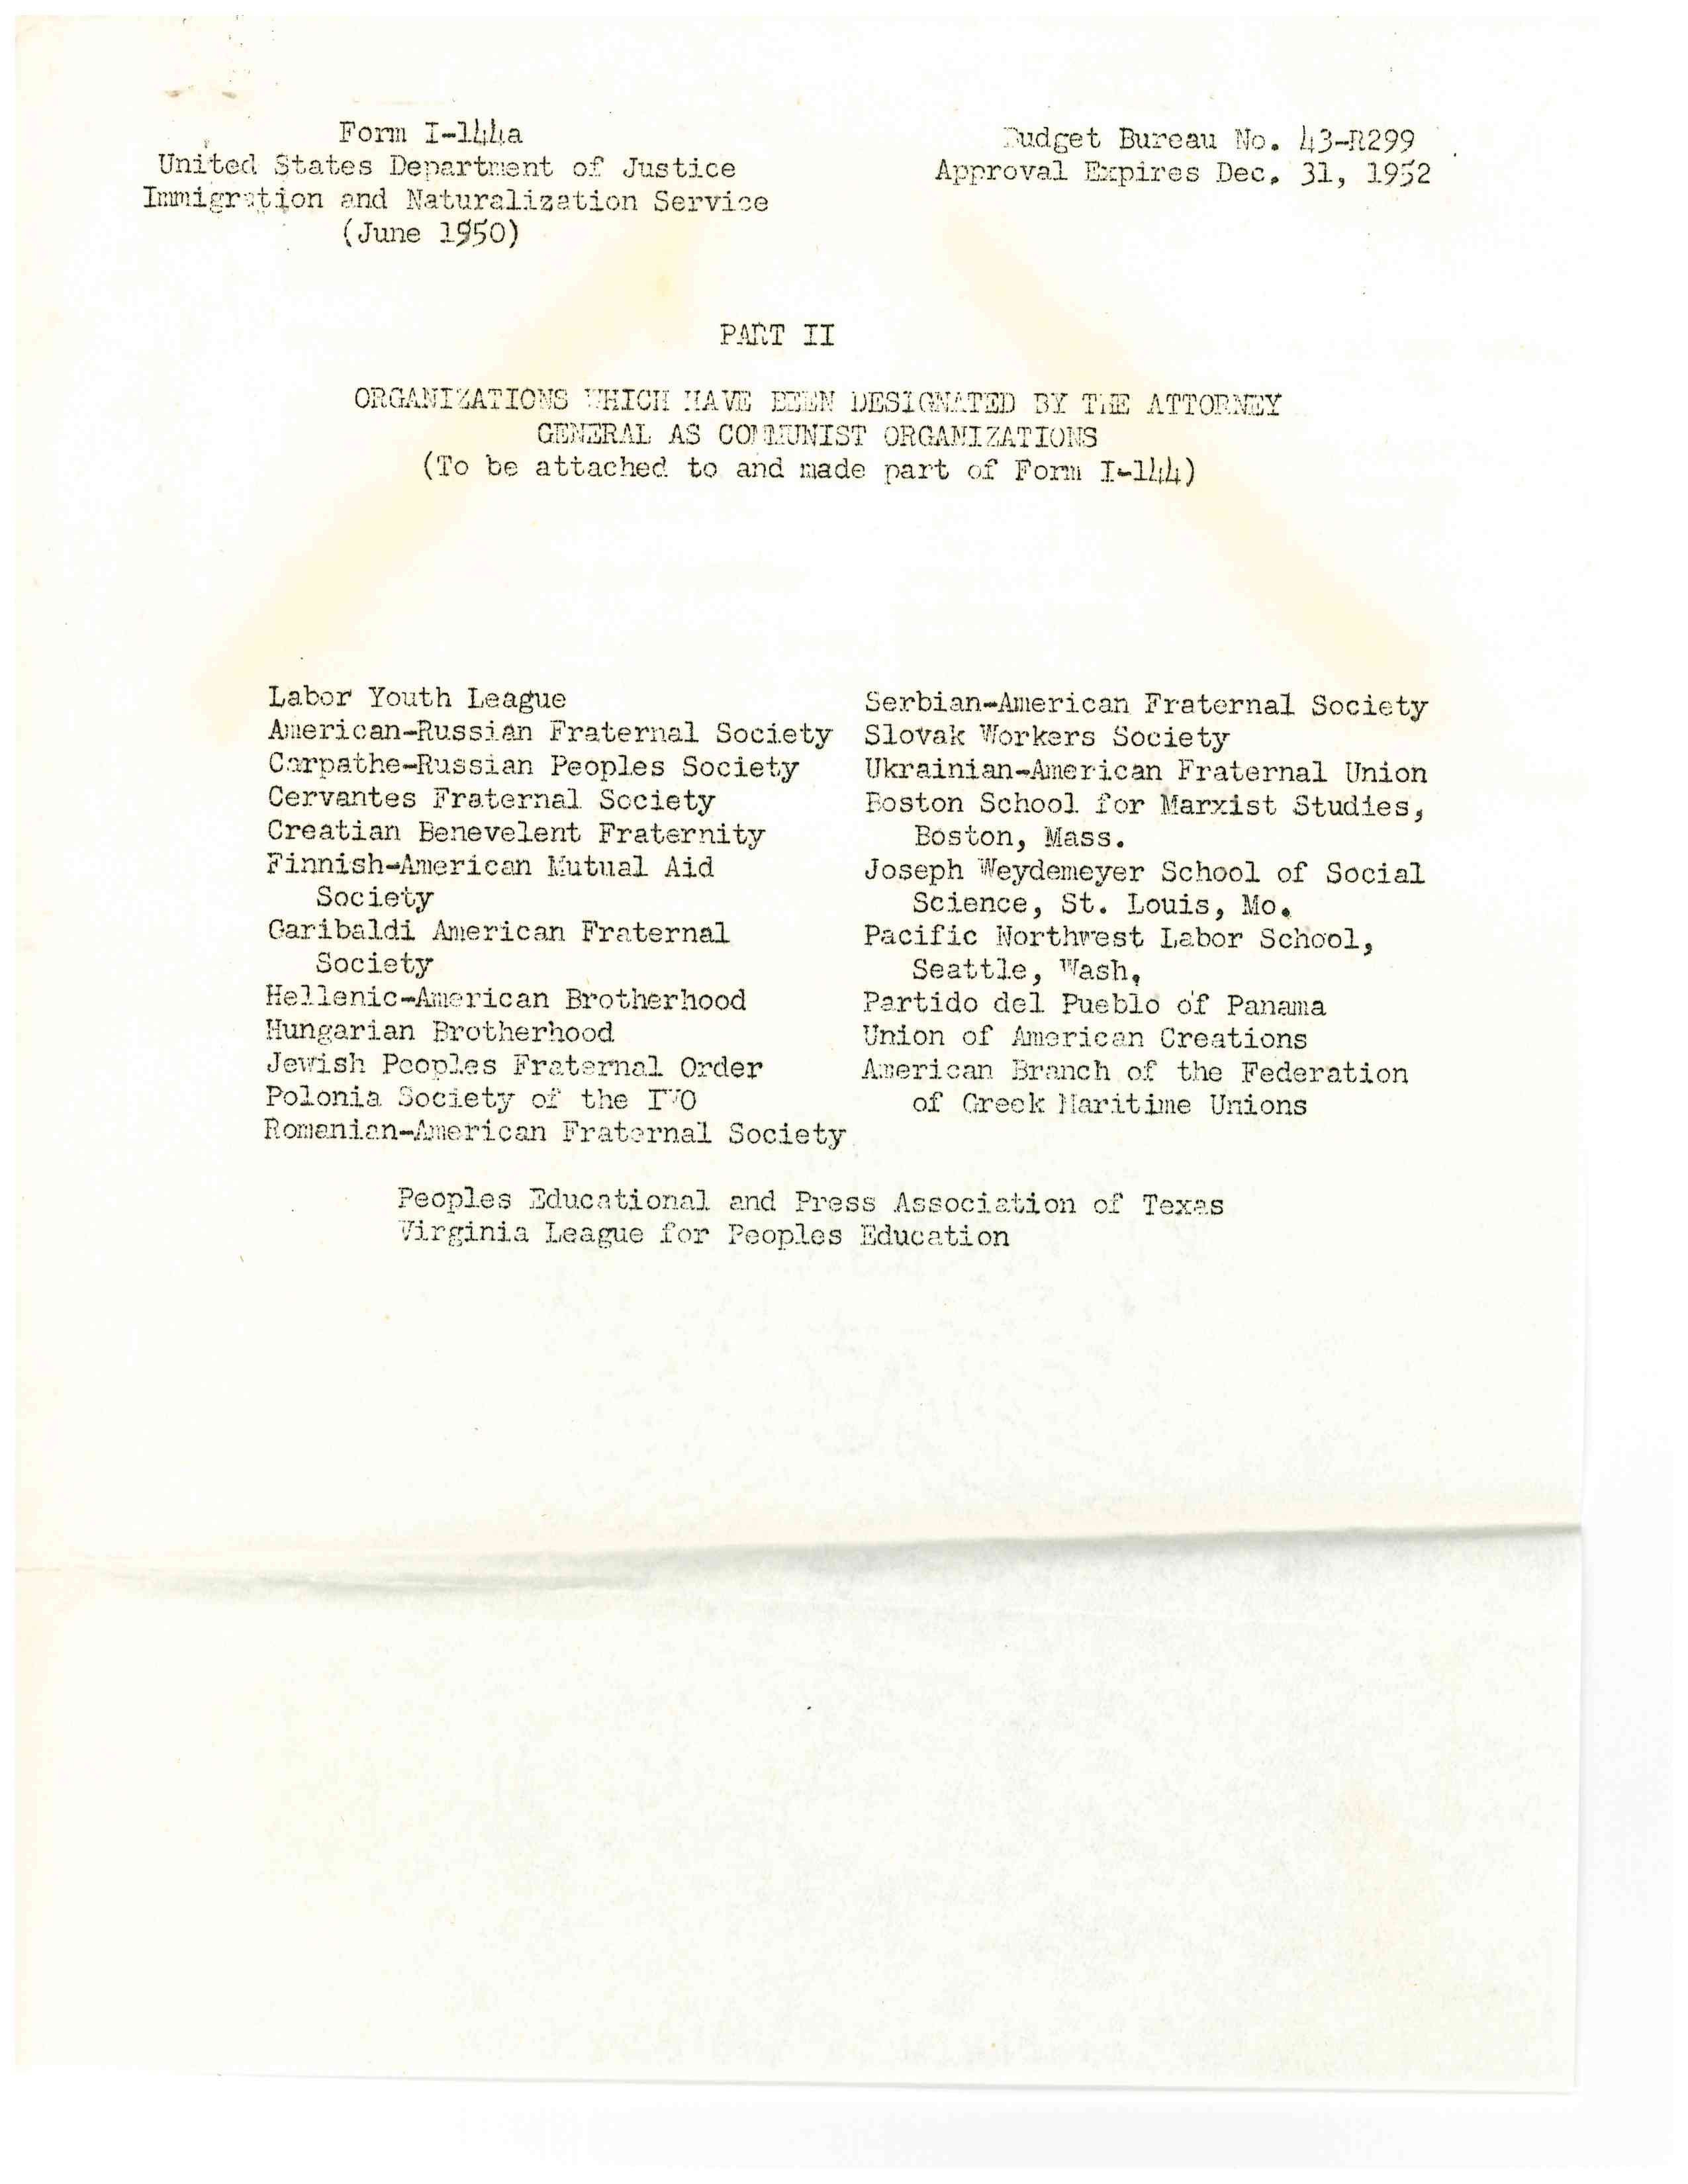 Form I-144a
United States Department of Justice
Immigration and Naturalization Service
(June 1950)
Budget Bureau No. 43-R299
Approval Expires Dec. 31, 1952
PART II
ORGANIZATIONS WHICH HAVE BEEN DESIGNATED BY THE ATTORNEY
GENERAL AS COMMUNIST ORGANIZATIONS
(To be attached to and made part of Form I-144)
Labor Youth League
American-Russian Fraternal Society
Carpathe-Russian Peoples Society
Cervantes Fraternal Society
Creatian Benevelent Fraternity
Finnish-American Mutual Aid
Society
Garibaldi American Fraternal
Society
Hellenic-American Brotherhood
Hungarian Brotherhood
Jewish Peoples Fraternal Order
Polonia Society of the IWO
Romanian-American Fraternal Society
Serbian-American Fraternal Society
Slovak Workers Society
Ukrainian-American Fraternal Union
Boston School for Marxist Studies,
Boston, Mass.
Joseph Weydemeyer School of Social
Science, St. Louis, Mo.
Pacific Northwest Labor School,
Seattle, Wash,
Partido del Pueblo of Panama
Union of American Creations
American Branch of the Federation
of Greek Maritime Unions
Peoples Educational and Press Association of Texas
Virginia League for Peoples Education